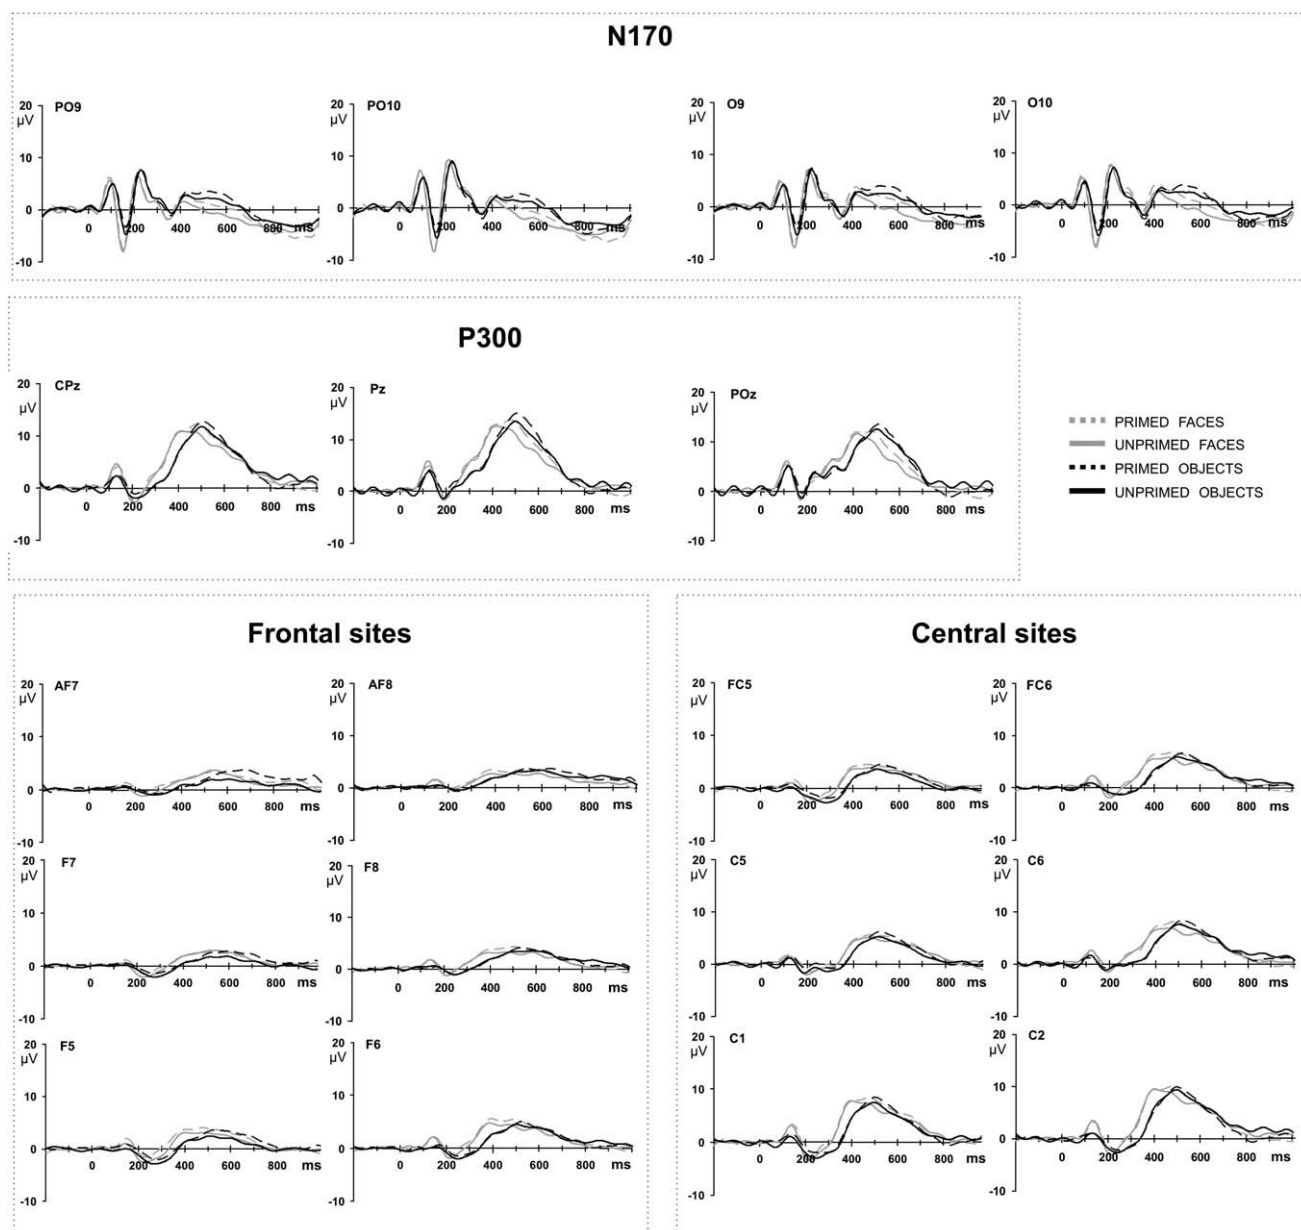 N170
PO9 PO10 O9 O10
20 20 20 20
µV µV µV µV
10 10 10 10
0 0 0 0
0 200 400 600 800 ms 0 200 400 600 800 ms 0 200 400 600 800 ms 0 200 400 600 800 ms
-10 -10 -10 -10
P300
CPz Pz POz
20 20 20
µV µV µV
10 10 10
0 0 0
0 200 400 600 800 ms 0 200 400 600 800 ms 0 200 400 600 800 ms
-10 -10 -10
PRIMED FACES
UNPRIMED FACES
PRIMED OBJECTS
UNPRIMED OBJECTS
Frontal sites
AF7 AF8
20 20
µV µV
10 10
0 0
0 200 400 600 800 ms 0 200 400 600 800 ms
-10 -10
F7 F8
20 20
µV µV
10 10
0 0
0 200 400 600 800 ms 0 200 400 600 800 ms
-10 -10
F5 F6
20 20
µV µV
10 10
0 0
0 200 400 600 800 ms 0 200 400 600 800 ms
-10 -10
Central sites
FC5 FC6
20 20
µV µV
10 10
0 0
0 200 400 600 800 ms 0 200 400 600 800 ms
-10 -10
C5 C6
20 20
µV µV
10 10
0 0
0 200 400 600 800 ms 0 200 400 600 800 ms
-10 -10
C1 C2
20 20
µV µV
10 10
0 0
0 200 400 600 800 ms 0 200 400 600 800 ms
-10 -10